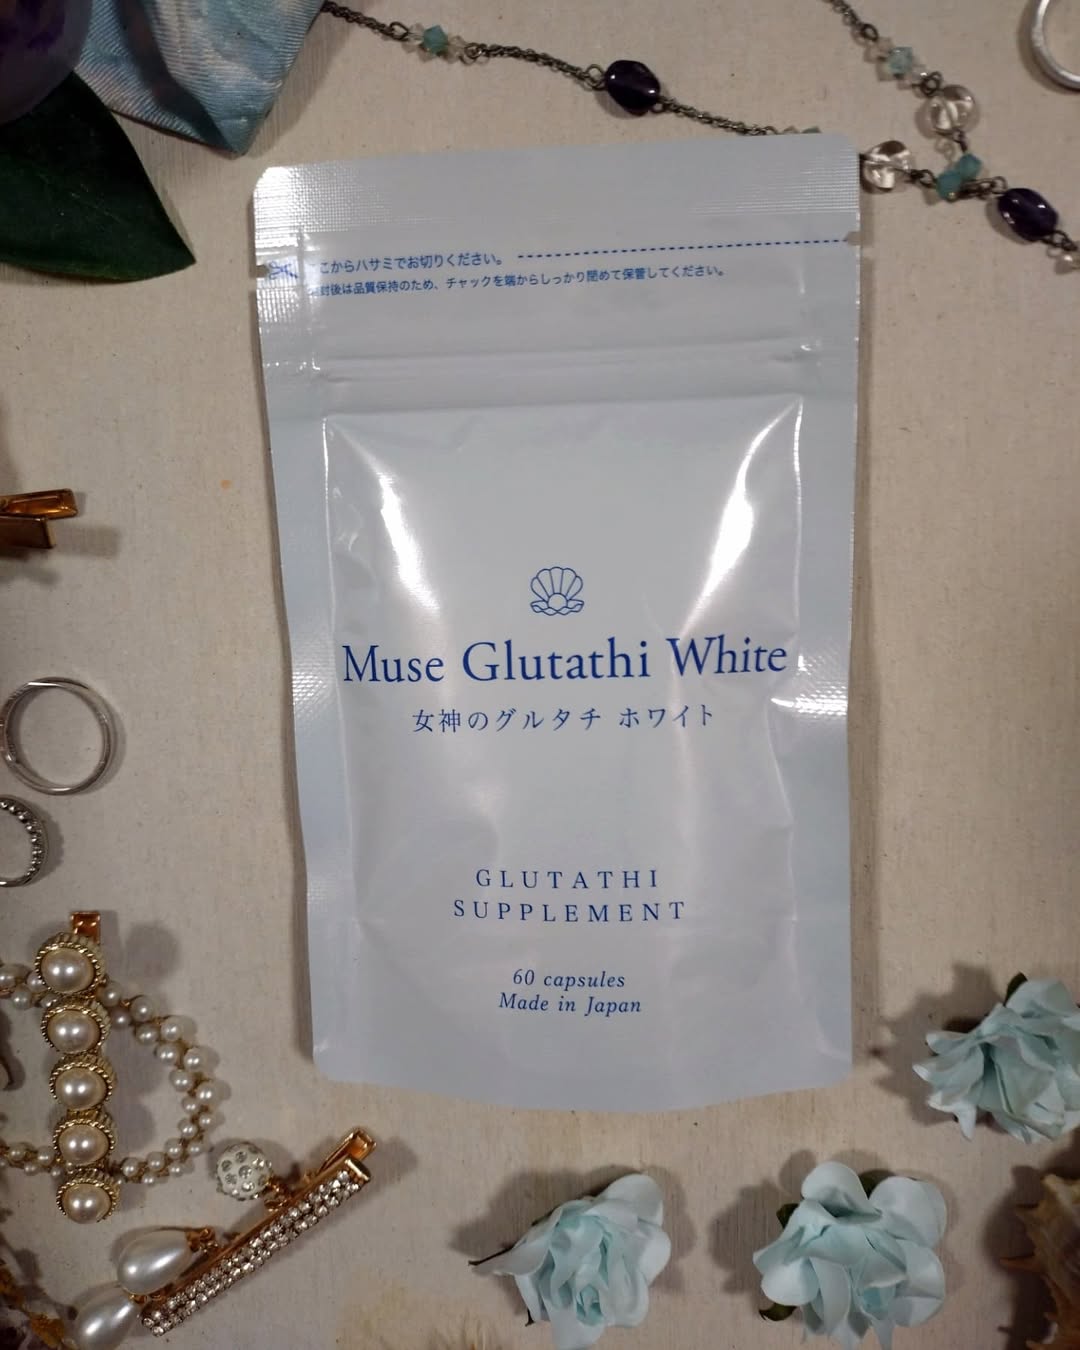 ここからハサミでお切りください。
開封後は品質保持のため、チャックを端からしっかり閉めて保管してください。
Muse Glutathi White
女神のグルタチ ホワイト
GLUTATHI
SUPPLEMENT
60 capsules
Made in Japan